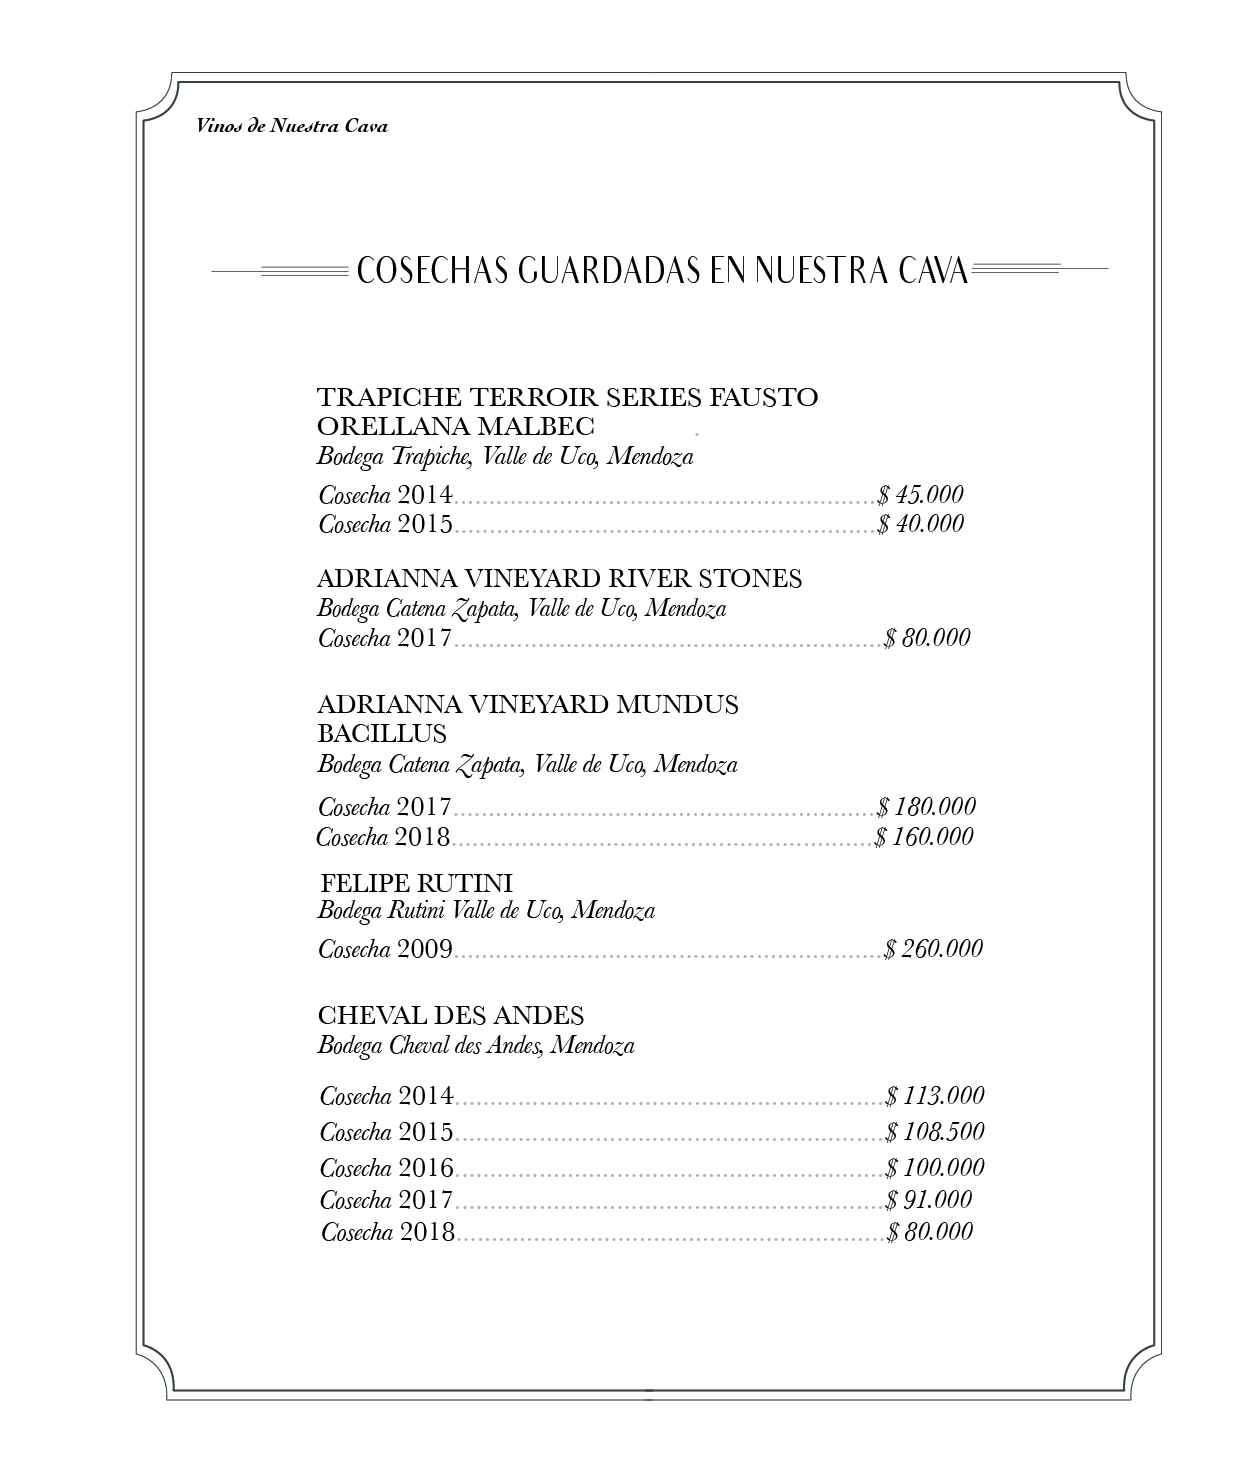 Vinos de Nuestra Cava
COSECHAS GUARDADAS EN NUESTRA CAVA
TRAPICHE TERROIR SERIES FAUSTO
ORELLANA MALBEC
Bodega Trapiche, Valle de Uco, Mendoza
Cosecha 2014................................................................$ 45.000
Cosecha 2015................................................................$ 40.000
ADRIANNA VINEYARD RIVER STONES
Bodega Catena Zapata, Valle de Uco, Mendoza
Cosecha 2017................................................................$ 80.000
ADRIANNA VINEYARD MUNDUS
BACILLUS
Bodega Catena Zapata, Valle de Uco, Mendoza
Cosecha 2017................................................................$ 180.000
Cosecha 2018................................................................$ 160.000
FELIPE RUTINI
Bodega Rutini Valle de Uco, Mendoza
Cosecha 2009................................................................$ 260.000
CHEVAL DES ANDES
Bodega Cheval des Andes, Mendoza
Cosecha 2014................................................................$ 113.000
Cosecha 2015................................................................$ 108.500
Cosecha 2016................................................................$ 100.000
Cosecha 2017................................................................$ 91.000
Cosecha 2018................................................................$ 80.000